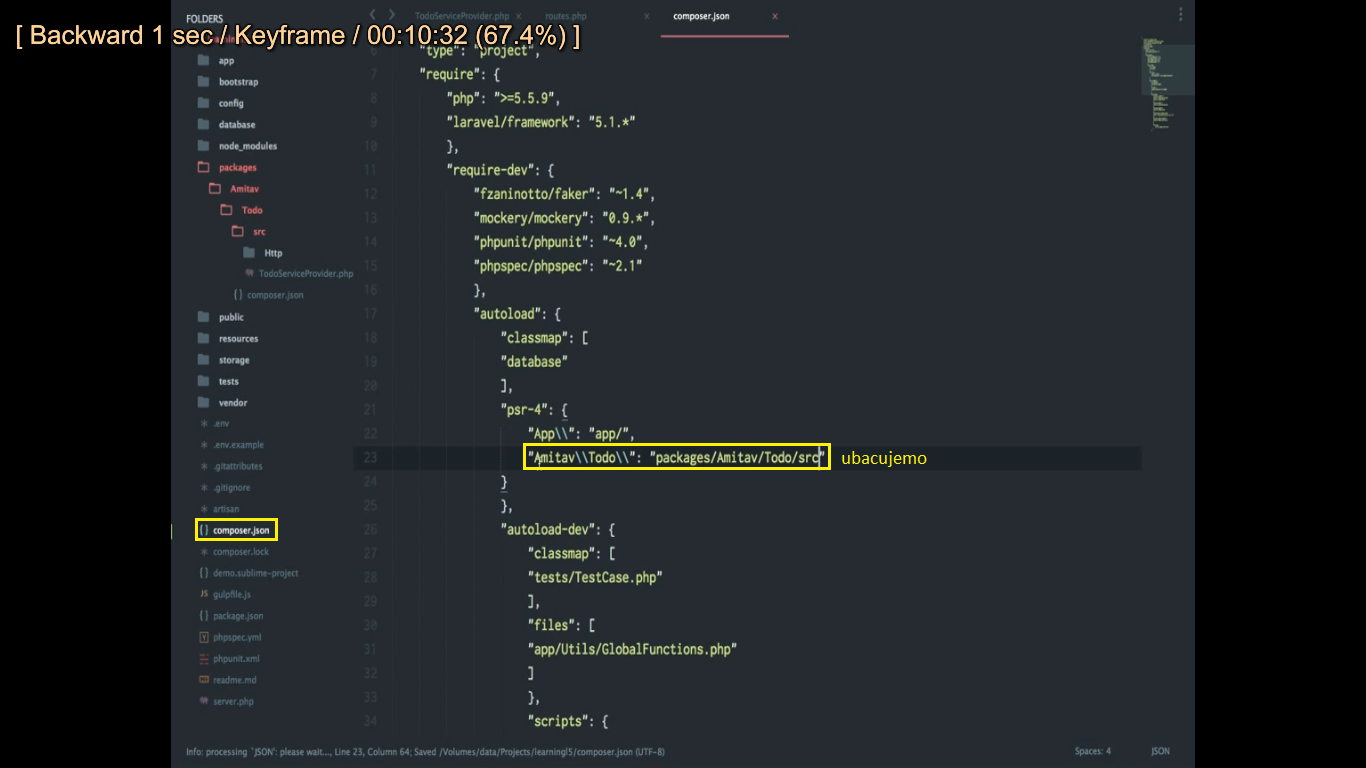 [ Backward 1 sec / Keyframe / 00:10:32 (67.4%) ]
FOLDERS
app
bootstrap
config
database
node_modules
packages
Amitav
Todo
src
Http
TodoServiceProvider.php
{} composer.json
public
resources
storage
tests
vendor
* .env
* .env.example
* .gitattributes
* .gitignore
* artisan
{} composer.json
* composer.lock
{} demo.sublime-project
JS gulpfile.js
{} package.json
phpspec.yml
phpunit.xml
readme.md
server.php
TodoServiceProvider.php ×
routes.php ×
composer.json ×
6 "type": "project",
7 "require": {
8 "php": ">=5.5.9",
9 "laravel/framework": "5.1.*"
10 },
11 "require-dev": {
12 "fzaninotto/faker": "~1.4",
13 "mockery/mockery": "0.9.*",
14 "phpunit/phpunit": "~4.0",
15 "phpspec/phpspec": "~2.1"
16 },
17 "autoload": {
18 "classmap": [
19 "database"
20 ],
21 "psr-4": {
22 "App\\": "app/",
23 "Amitav\\Todo\\": "packages/Amitav/Todo/src" ubacujemo
24 }
25 },
26 "autoload-dev": {
27 "classmap": [
28 "tests/TestCase.php"
29 ],
30 "files": [
31 "app/Utils/GlobalFunctions.php"
32 ]
33 },
34 "scripts": {
Info: processing `JSON': please wait..., Line 23, Column 64; Saved /Volumes/data/Projects/learningl5/composer.json (UTF-8)
Spaces: 4
JSON